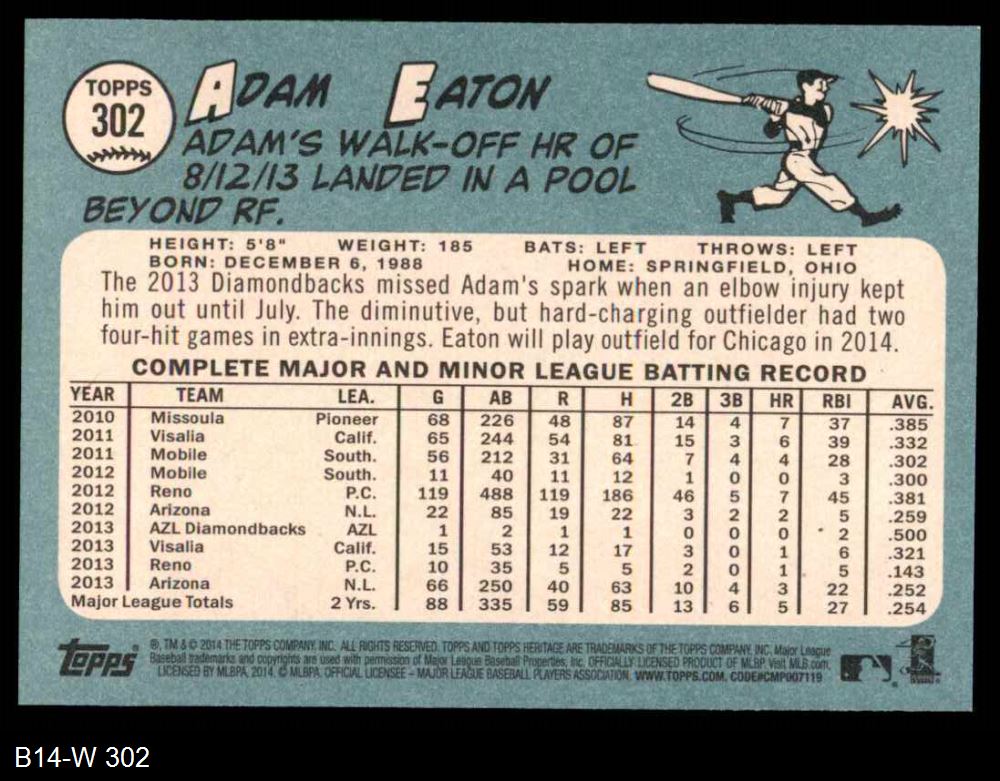 TOPPS
302
ADAM EATON
ADAM'S WALK-OFF HR OF
8/12/13 LANDED IN A POOL
BEYOND RF.
HEIGHT: 5'8" WEIGHT: 185 BATS: LEFT THROWS: LEFT
BORN: DECEMBER 6, 1988 HOME: SPRINGFIELD, OHIO
The 2013 Diamondbacks missed Adam's spark when an elbow injury kept
him out until July. The diminutive, but hard-charging outfielder had two
four-hit games in extra-innings. Eaton will play outfield for Chicago in 2014.
COMPLETE MAJOR AND MINOR LEAGUE BATTING RECORD
YEAR TEAM LEA. G AB R H 2B 3B HR RBI AVG.
2010 Missoula Pioneer 68 226 48 87 14 4 7 37 .385
2011 Visalia Calif. 65 244 54 81 15 3 6 39 .332
2011 Mobile South. 56 212 31 64 7 4 4 28 .302
2012 Mobile South. 11 40 11 12 1 0 0 3 .300
2012 Reno P.C. 119 488 119 186 46 5 7 45 .381
2012 Arizona N.L. 22 85 19 22 3 2 2 5 .259
2013 AZL Diamondbacks AZL 1 2 1 1 0 0 0 2 .500
2013 Visalia Calif. 15 53 12 17 3 0 1 6 .321
2013 Reno P.C. 10 35 5 5 2 0 1 5 .143
2013 Arizona N.L. 66 250 40 63 10 4 3 22 .252
Major League Totals 2 Yrs. 88 335 59 85 13 6 5 27 .254
Topps
®, TM & © 2014 THE TOPPS COMPANY, INC. ALL RIGHTS RESERVED. TOPPS AND TOPPS HERITAGE ARE TRADEMARKS OF THE TOPPS COMPANY, INC. Major League
Baseball trademarks and copyrights are used with permission of Major League Baseball Properties, Inc. OFFICIALLY LICENSED PRODUCT OF MLBP. Visit MLB.com.
LICENSED BY MLBPA, 2014. © MLBPA. OFFICIAL LICENSEE – MAJOR LEAGUE BASEBALL PLAYERS ASSOCIATION. WWW.TOPPS.COM. CODE#CMP007119
B14-W 302